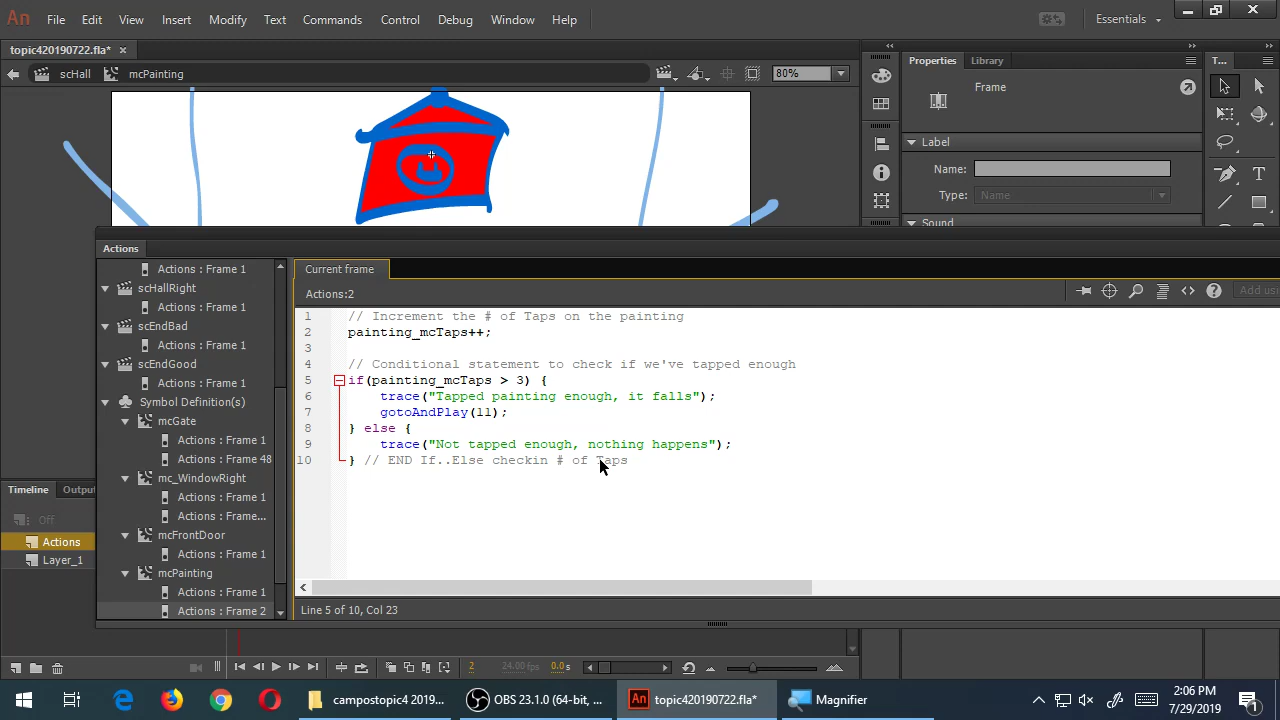 An File Edit View Insert Modify Text Commands Control Debug Window Help Essentials
topic420190722.fla* ×
scHall mcPainting 80%
Properties Library T...
Frame
Label
Name:
Type: Name
Sound
Actions
Actions : Frame 1
scHallRight
Actions : Frame 1
scEndBad
Actions : Frame 1
scEndGood
Actions : Frame 1
Symbol Definition(s)
mcGate
Actions : Frame 1
Actions : Frame 48
mc_WindowRight
Actions : Frame 1
Actions : Frame...
mcFrontDoor
Actions : Frame 1
mcPainting
Actions : Frame 1
Actions : Frame 2
Current frame
Actions:2
Add us
1 // Increment the # of Taps on the painting
2 painting_mcTaps++;
3
4 // Conditional statement to check if we've tapped enough
5 if(painting_mcTaps > 3) {
6 trace("Tapped painting enough, it falls");
7 gotoAndPlay(11);
8 } else {
9 trace("Not tapped enough, nothing happens");
10 } // END If..Else checkin # of Taps
Line 5 of 10, Col 23
Timeline Outpu
Off
Actions
Layer_1
2 24.00 fps 0.0 s
campostopic4 2019... OBS 23.1.0 (64-bit, ... An topic420190722.fla* Magnifier
2:06 PM
7/29/2019
1